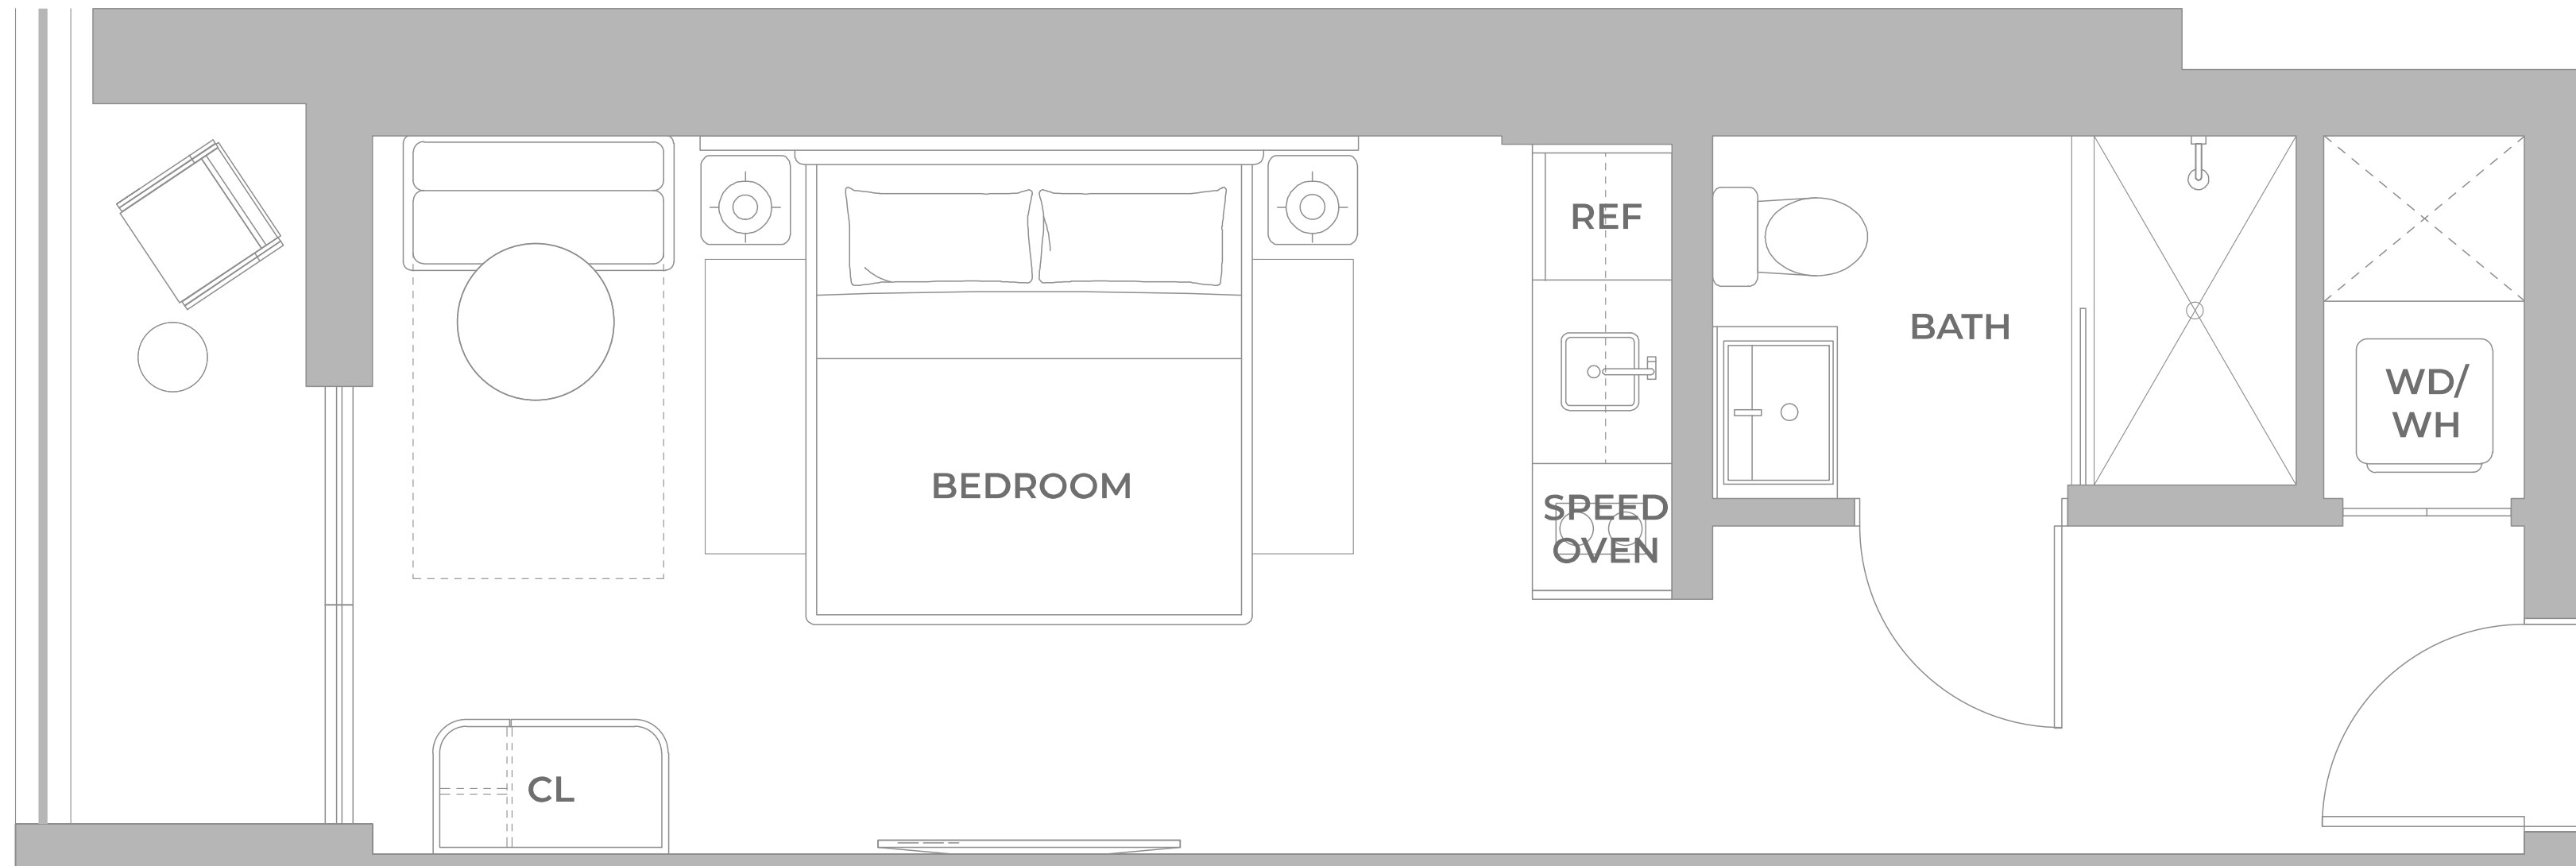 REF
BATH
WD/
WH
BEDROOM
SPEED
OVEN
CL